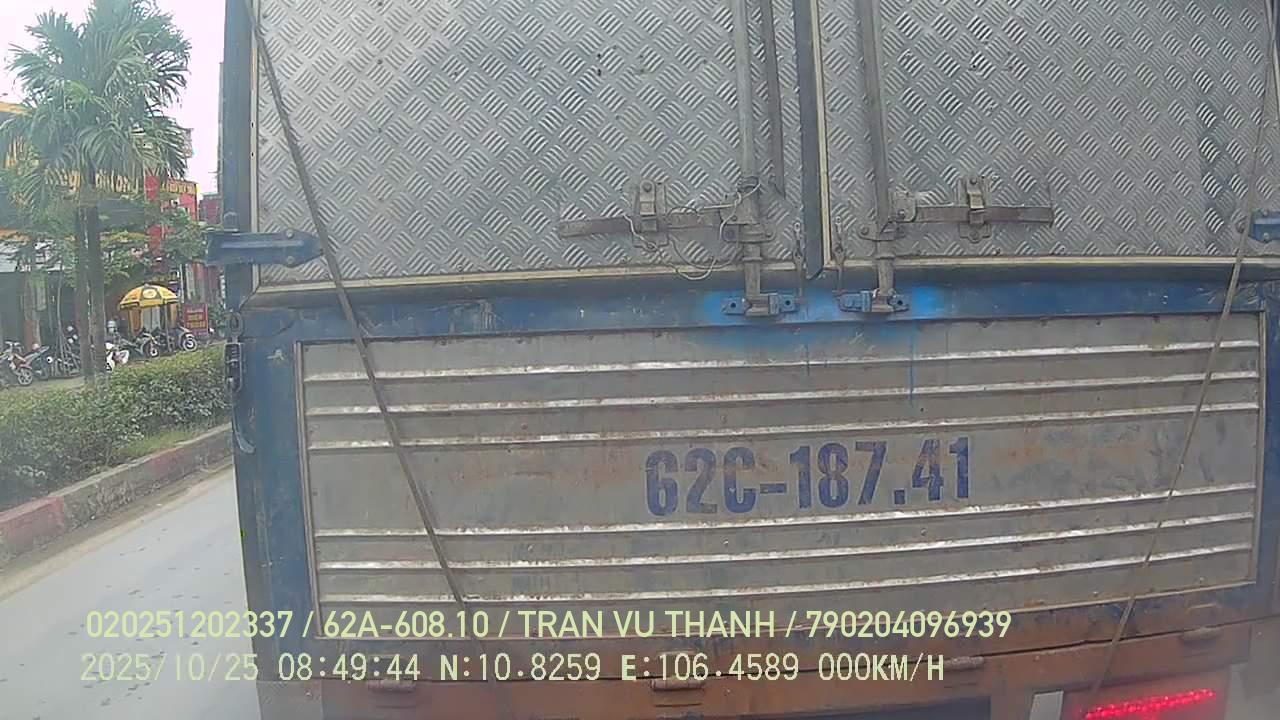 62C-187.41
020251202337 / 62A-608.10 / TRAN VU THANH / 790204096939
2025/10/25 08:49:44 N:10.8259 E:106.4589 000KM/H